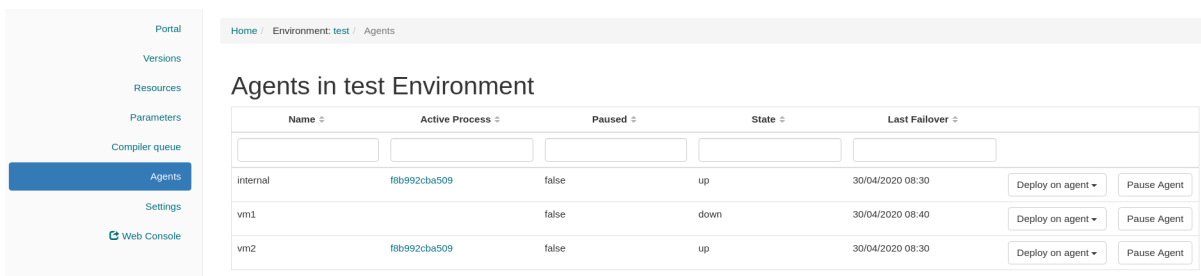 Portal
Versions
Resources
Parameters
Compiler queue
Agents
Settings
Web Console
Home / Environment: test / Agents
Agents in test Environment
Name Active Process Paused State Last Failover
internal f8b992cba509 false up 30/04/2020 08:30 Deploy on agent Pause Agent
vm1 false down 30/04/2020 08:40 Deploy on agent Pause Agent
vm2 f8b992cba509 false up 30/04/2020 08:30 Deploy on agent Pause Agent